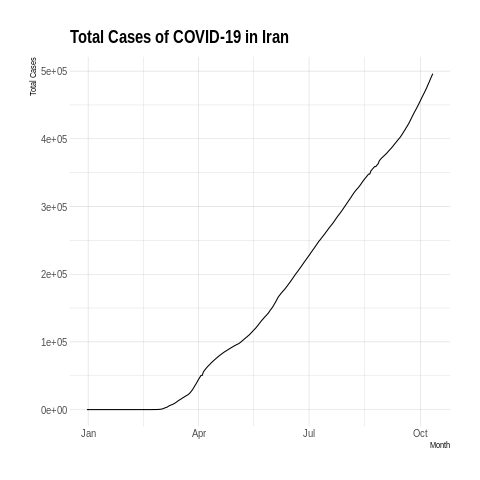 Total Cases of COVID-19 in Iran
Total Cases
5e+05
4e+05
3e+05
2e+05
1e+05
0e+00
Jan Apr Jul Oct
Month